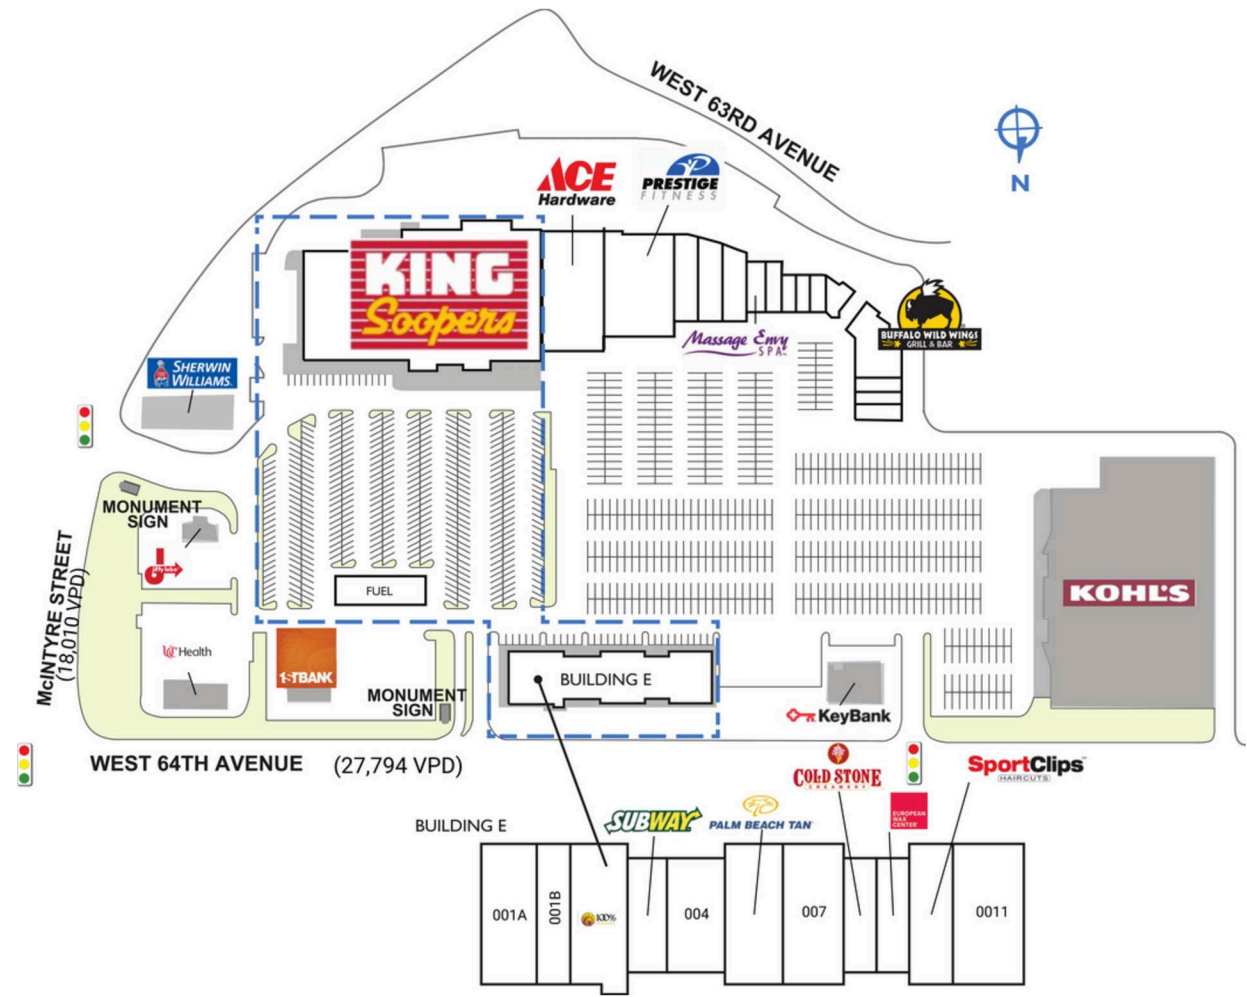 WEST 63RD AVENUE
N
ACE
Hardware
PRESTIGE
FITNESS
KING
Soopers
BUFFALO WILD WINGS
GRILL & BAR
Massage Envy
SPA
SHERWIN
WILLIAMS
MONUMENT
SIGN
McINTYRE STREET
(18,010 VPD)
FUEL
KOHL'S
UCHealth
1STBANK
BUILDING E
MONUMENT
SIGN
KeyBank
WEST 64TH AVENUE
(27,794 VPD)
COLD STONE
CREAMERY
SportClips
HAIRCUTS
BUILDING E
SUBWAY
PALM BEACH TAN
EUROPEAN
WAX
CENTER
001A
001B
100%
004
007
0011